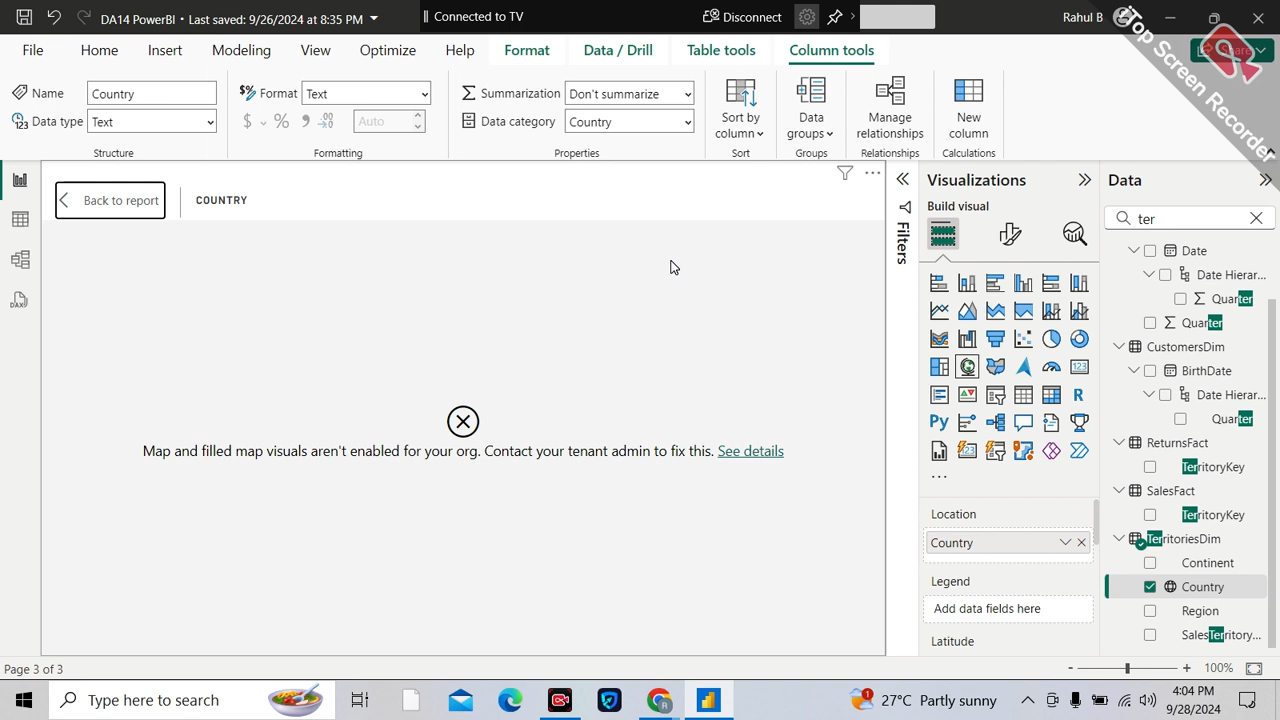 DA14 PowerBI • Last saved: 9/26/2024 at 8:35 PM
Connected to TV
Disconnect
Rahul B
iTop Screen Recorder
File
Home
Insert
Modeling
View
Optimize
Help
Format
Data / Drill
Table tools
Column tools
Share
Name
Country
Data type
Text
Structure
Format
Text
$
%
Auto
Formatting
Summarization
Don't summarize
Data category
Country
Properties
Sort by
column
Sort
Data
groups
Groups
Manage
relationships
Relationships
New
column
Calculations
Back to report
COUNTRY
Map and filled map visuals aren't enabled for your org. Contact your tenant admin to fix this. See details
Filters
Visualizations
Build visual
123
R
Py
...
Location
Country
Legend
Add data fields here
Latitude
Data
ter
Date
Date Hierar...
Quarter
Quarter
CustomersDim
BirthDate
Date Hierar...
Quarter
ReturnsFact
TerritoryKey
SalesFact
TerritoryKey
TerritoriesDim
Continent
Country
Region
SalesTerritory...
Page 3 of 3
- + 100%
Type here to search
27°C Partly sunny
4:04 PM
9/28/2024